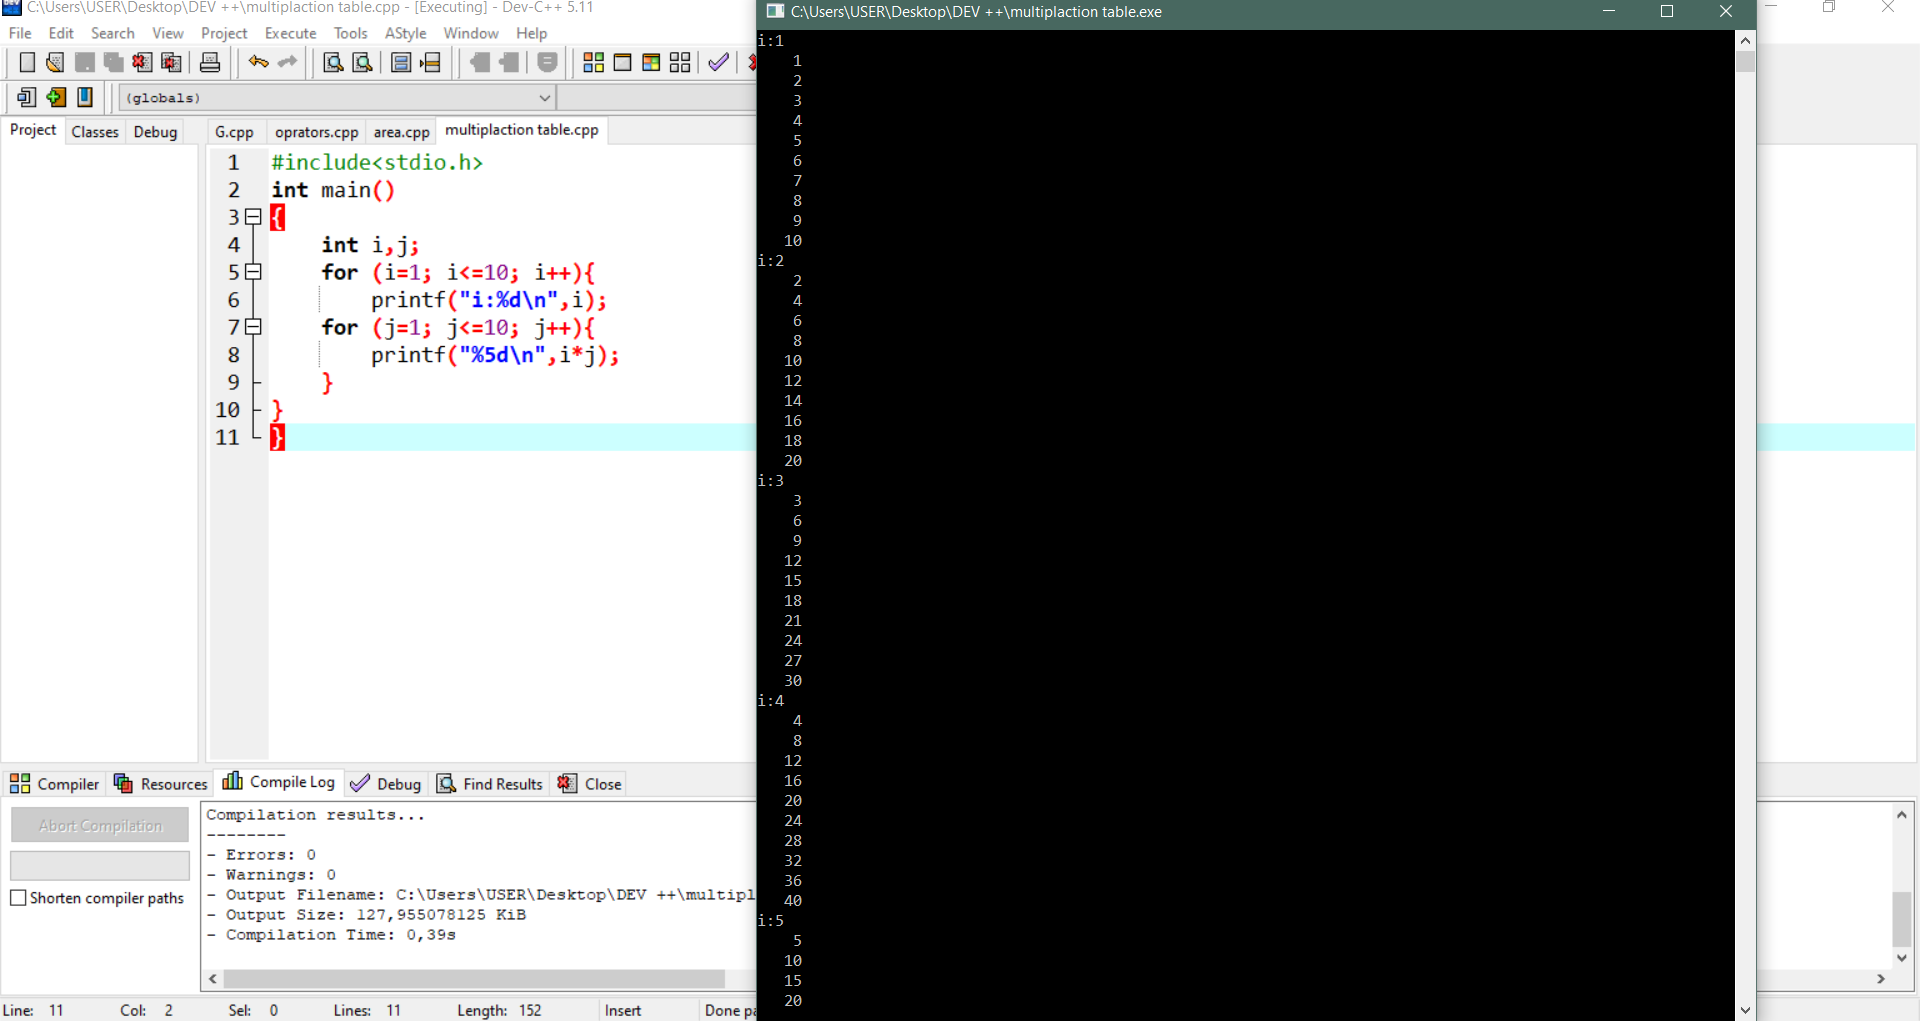 C:\Users\USER\Desktop\DEV ++\multiplaction table.cpp - [Executing] - Dev-C++ 5.11
File Edit Search View Project Execute Tools AStyle Window Help
(globals)
Project Classes Debug
G.cpp oprators.cpp area.cpp multiplaction table.cpp
1 #include<stdio.h>
2 int main()
3 {
4 int i,j;
5 for (i=1; i<=10; i++){
6 printf("i:%d\n",i);
7 for (j=1; j<=10; j++){
8 printf("%5d\n",i*j);
9 }
10 }
11 }
Compiler Resources Compile Log Debug Find Results Close
Abort Compilation
Shorten compiler paths
Compilation results...
--------
- Errors: 0
- Warnings: 0
- Output Filename: C:\Users\USER\Desktop\DEV ++\multipl
- Output Size: 127,955078125 KiB
- Compilation Time: 0,39s
Line: 11 Col: 2 Sel: 0 Lines: 11 Length: 152 Insert Done pa
C:\Users\USER\Desktop\DEV ++\multiplaction table.exe
i:1
1
2
3
4
5
6
7
8
9
10
i:2
2
4
6
8
10
12
14
16
18
20
i:3
3
6
9
12
15
18
21
24
27
30
i:4
4
8
12
16
20
24
28
32
36
40
i:5
5
10
15
20